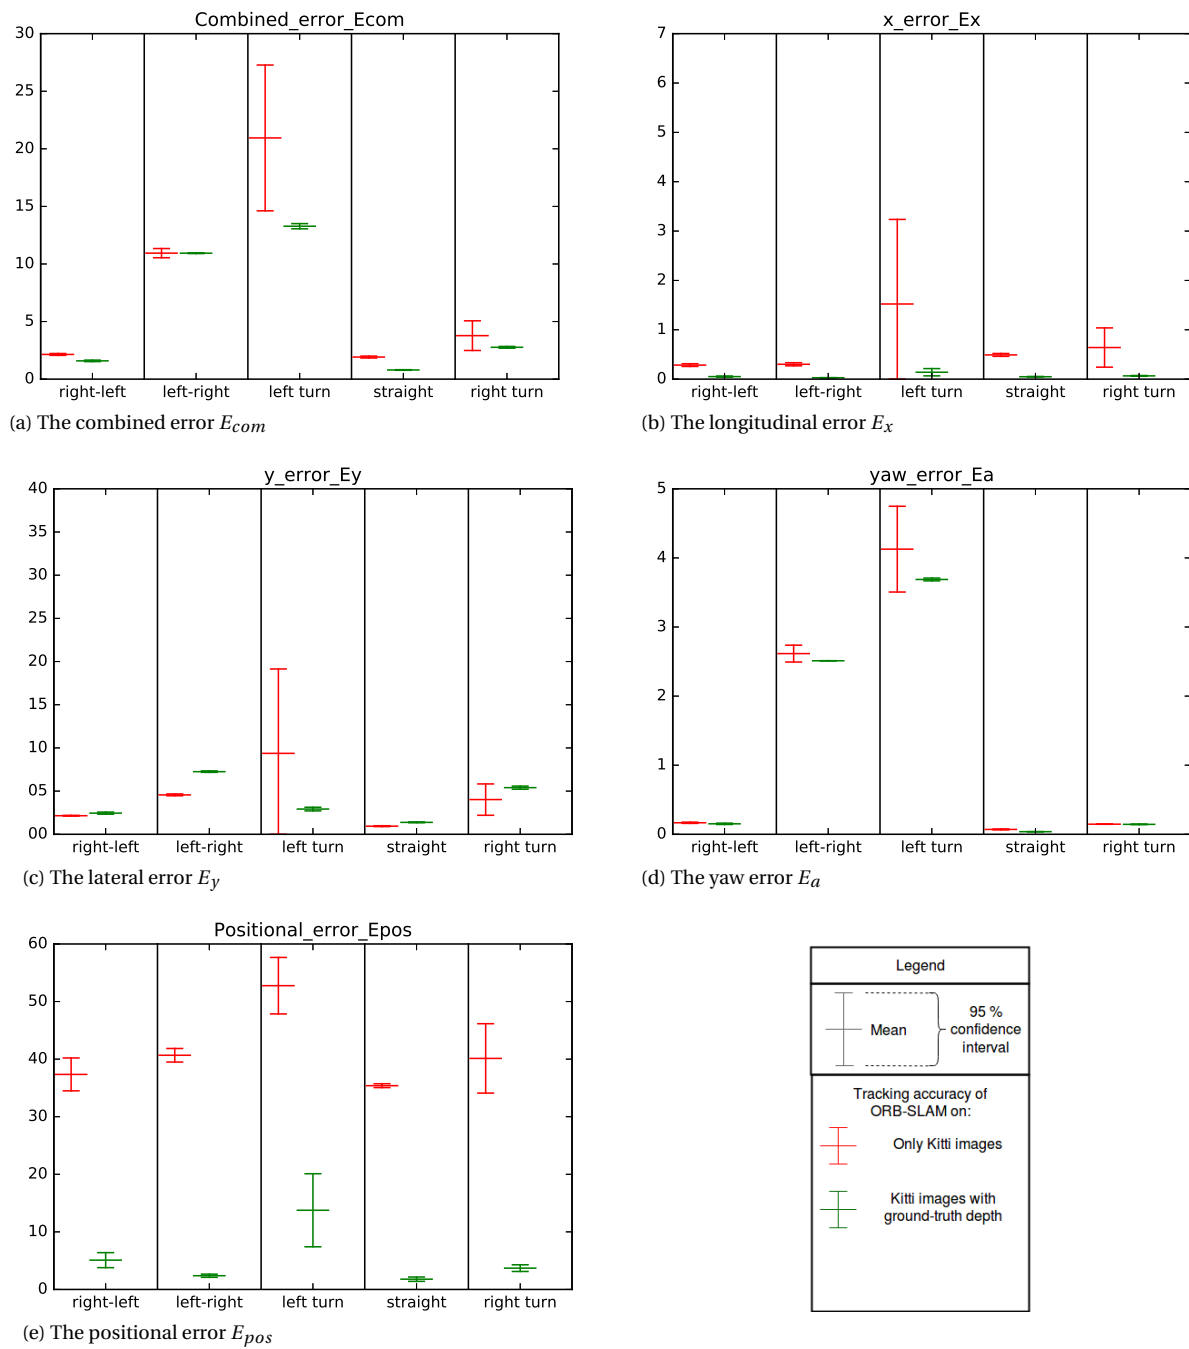 Combined_error_Ecom
30
25
20
15
10
5
0
right-left left-right left turn straight right turn
(a) The combined error Ecom
x_error_Ex
7
6
5
4
3
2
1
0
right-left left-right left turn straight right turn
(b) The longitudinal error Ex
y_error_Ey
40
35
30
25
20
15
10
05
00
right-left left-right left turn straight right turn
(c) The lateral error Ey
yaw_error_Ea
5
4
3
2
1
0
right-left left-right left turn straight right turn
(d) The yaw error Ea
Positional_error_Epos
60
50
40
30
20
10
0
right-left left-right left turn straight right turn
(e) The positional error Epos
Legend
Mean
95 %
confidence
interval
Tracking accuracy of
ORB-SLAM on:
Only Kitti images
Kitti images with
ground-truth depth